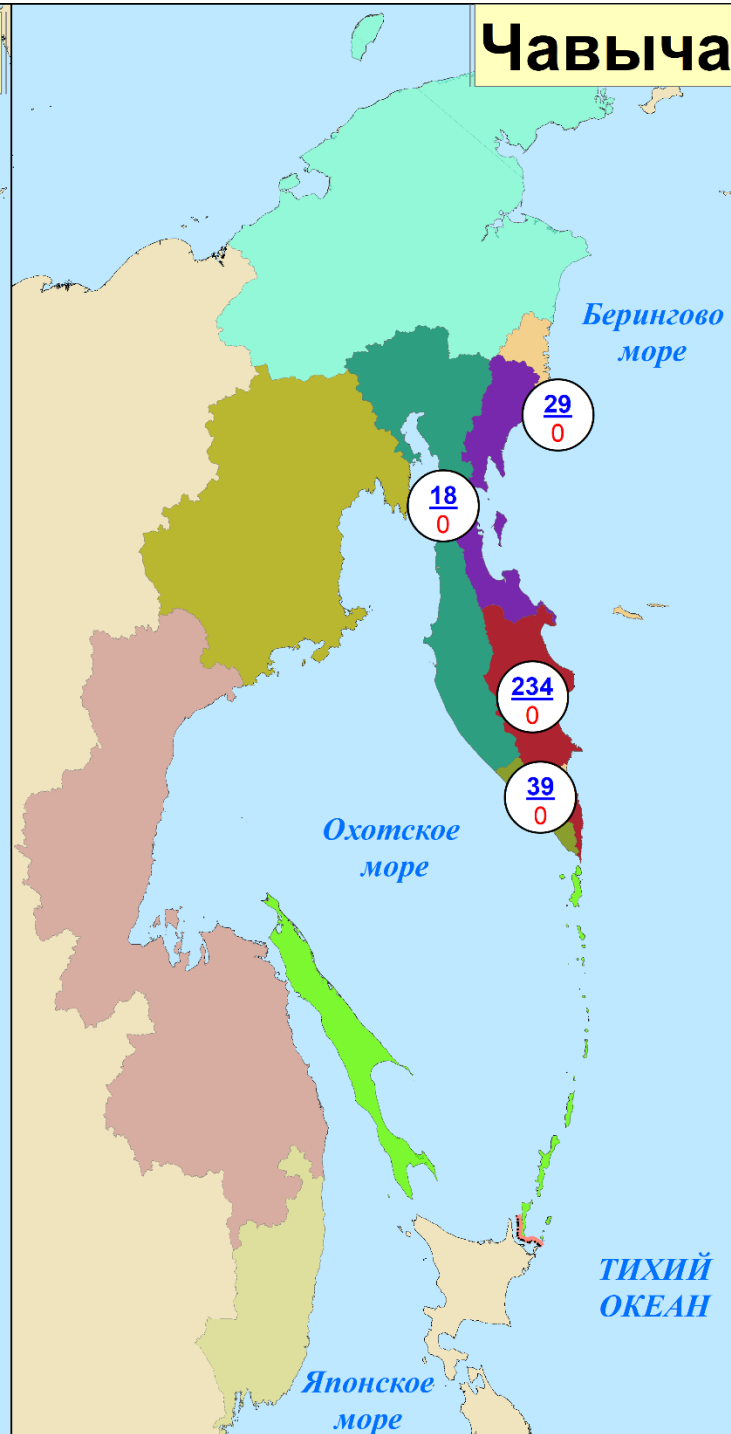 Чавыча
Берингово
море
29
0
18
0
234
0
39
0
Охотское
море
ТИХИЙ
ОКЕАН
Японское
море